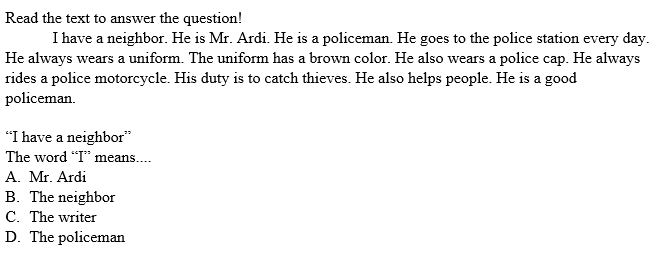 Read the text to answer the question!
I have a neighbor. He is Mr. Ardi. He is a policeman. He goes to the police station every day.
He always wears a uniform. The uniform has a brown color. He also wears a police cap. He always
rides a police motorcycle. His duty is to catch thieves. He also helps people. He is a good
policeman.
“I have a neighbor”
The word “I” means....
A. Mr. Ardi
B. The neighbor
C. The writer
D. The policeman